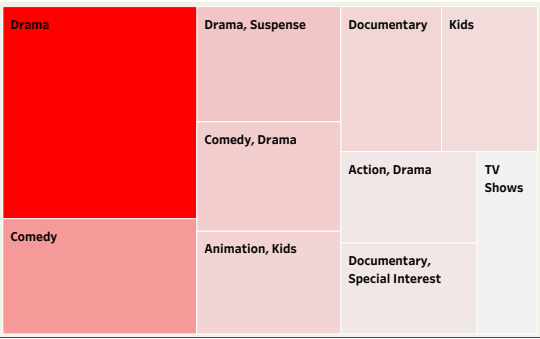 Drama
Comedy
Drama, Suspense
Comedy, Drama
Animation, Kids
Documentary
Kids
Action, Drama
Documentary,
Special Interest
TV
Shows